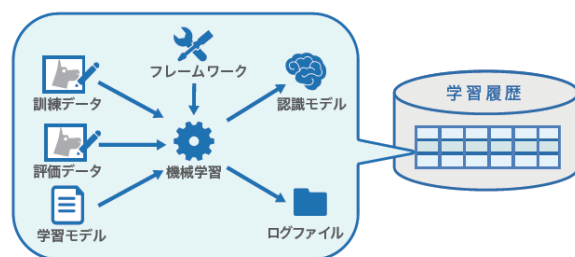 フレームワーク
訓練データ
認識モデル
学習履歴
評価データ
機械学習
学習モデル
ログファイル